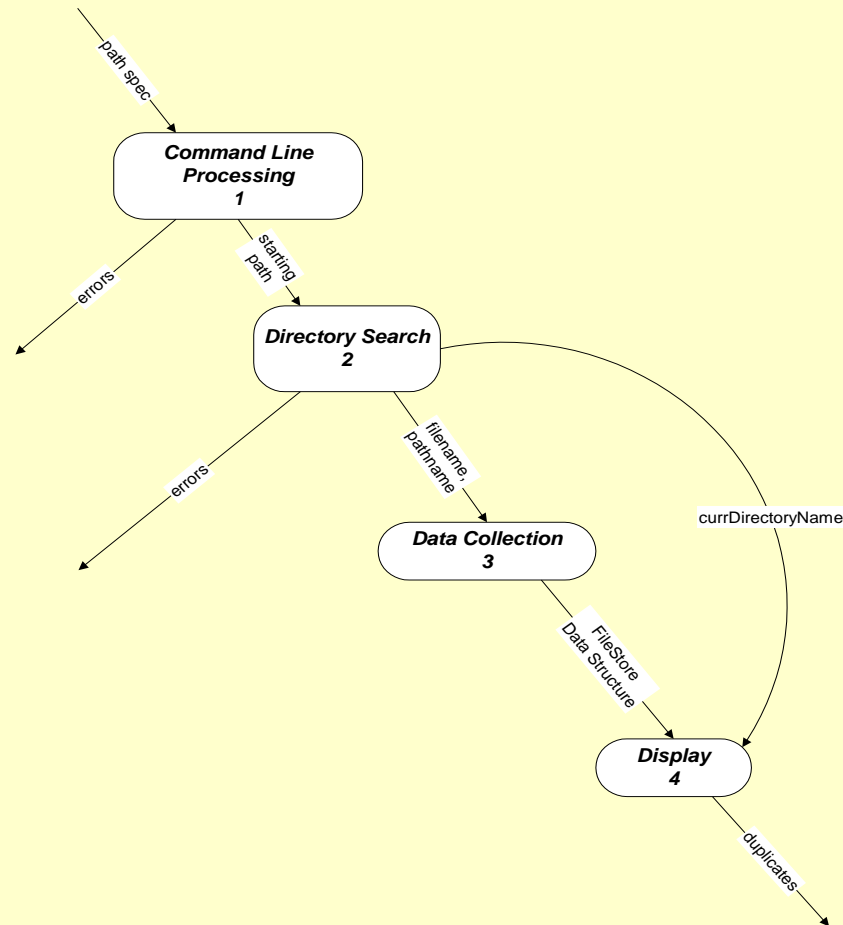 path spec
Command Line
Processing
1
errors
starting
path
Directory Search
2
errors
filename,
pathname
currDirectoryName
Data Collection
3
FileStore
Data Structure
Display
4
duplicates